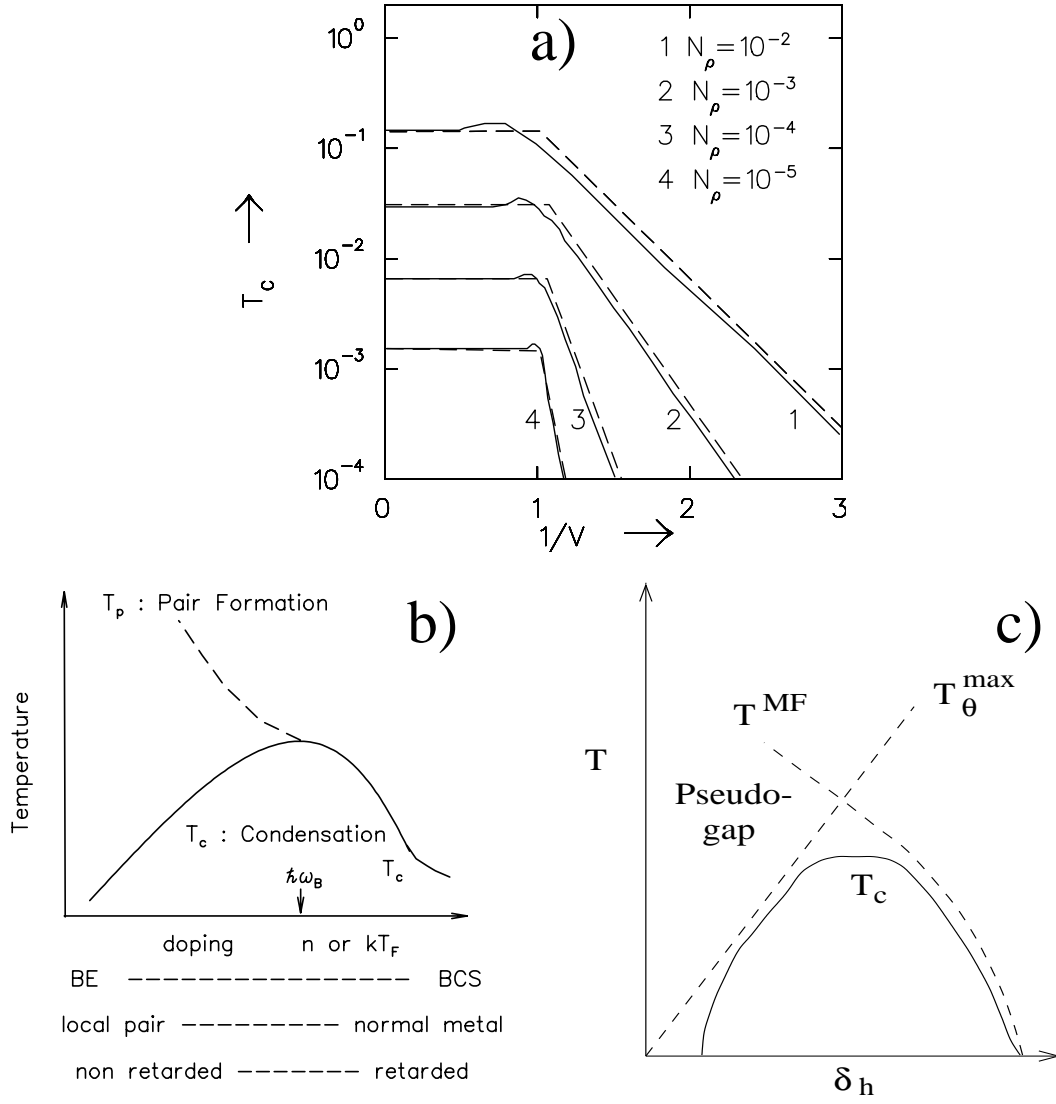 a)
1 N_ρ=10^-2
2 N_ρ=10^-3
3 N_ρ=10^-4
4 N_ρ=10^-5
10^0
10^-1
10^-2
10^-3
10^-4
T_c
4 3 2 1
0 1 2 3
1/V
b)
T_p : Pair Formation
Temperature
T_c : Condensation
T_c
ℏω_B
doping n or kT_F
BE BCS
local pair normal metal
non retarded retarded
c)
T^MF
T_θ^max
T
Pseudo-
gap
T_c
δ_h